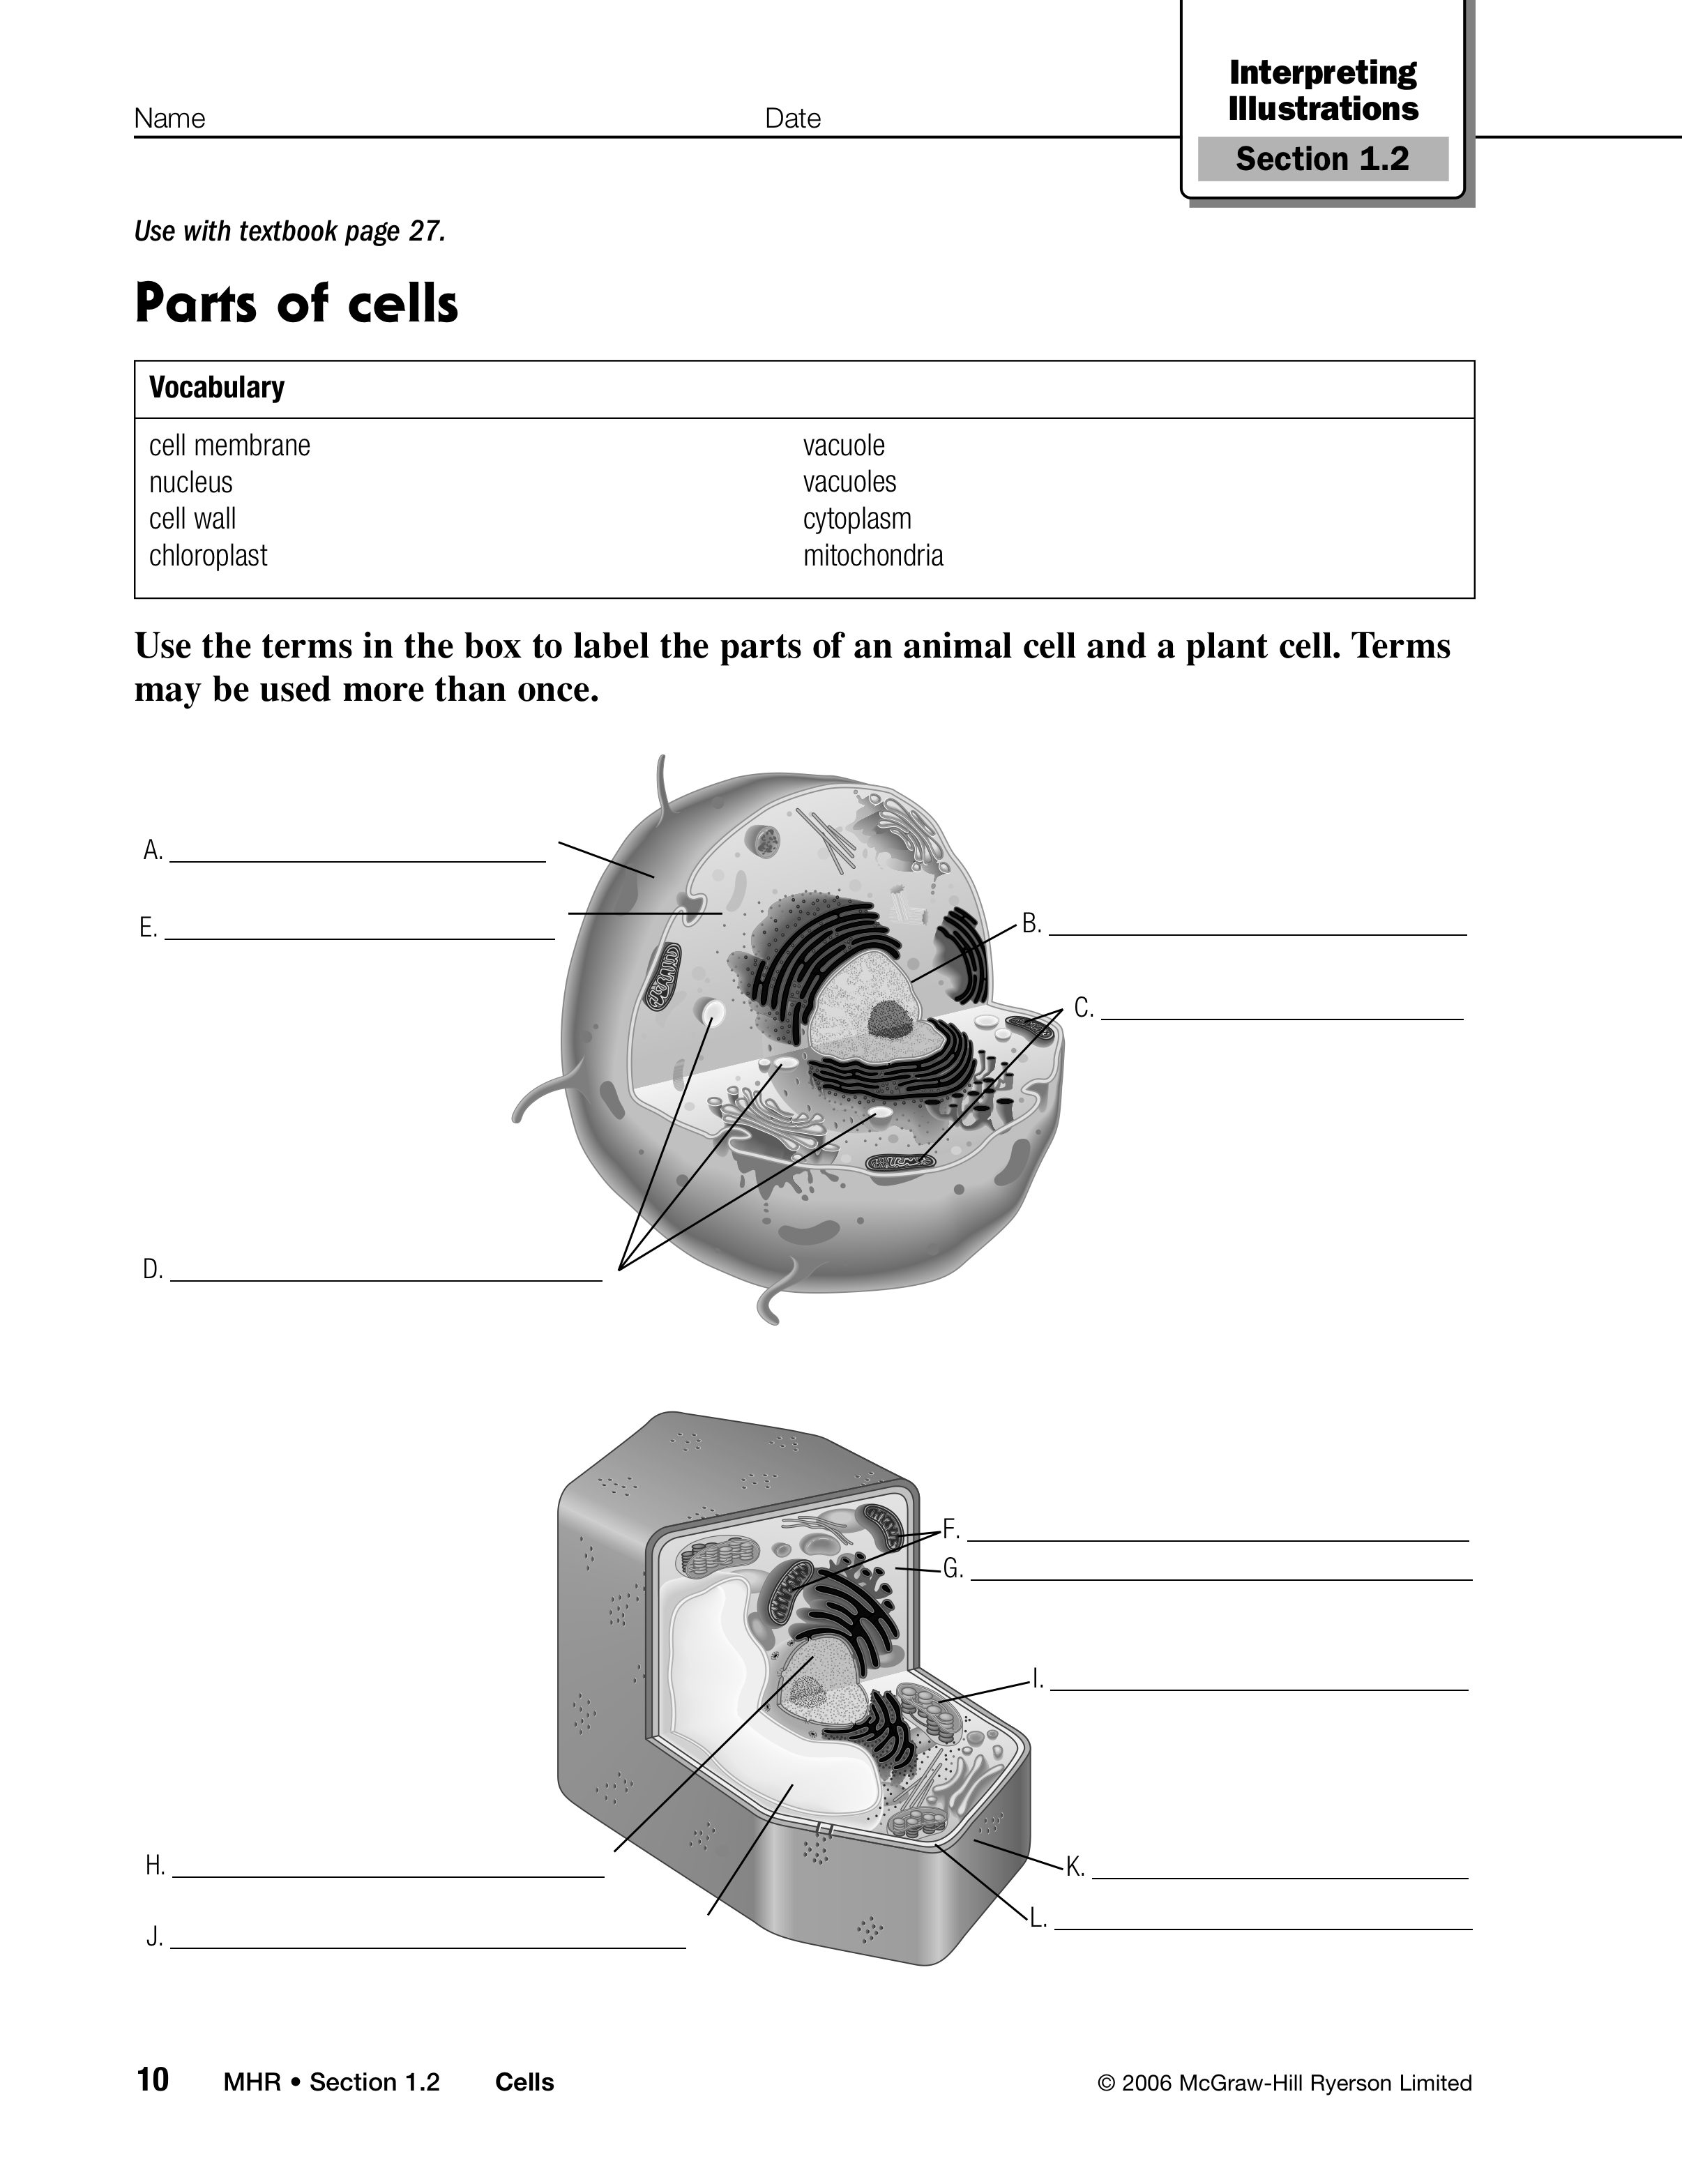 Interpreting
Illustrations
Section 1.2
Name Date
Use with textbook page 27.
Parts of cells
Vocabulary
cell membrane
nucleus
cell wall
chloroplast
vacuole
vacuoles
cytoplasm
mitochondria
Use the terms in the box to label the parts of an animal cell and a plant cell. Terms
may be used more than once.
A.
E.
B.
C.
D.
F.
G.
I.
H.
K.
L.
J.
10 MHR • Section 1.2 Cells © 2006 McGraw-Hill Ryerson Limited